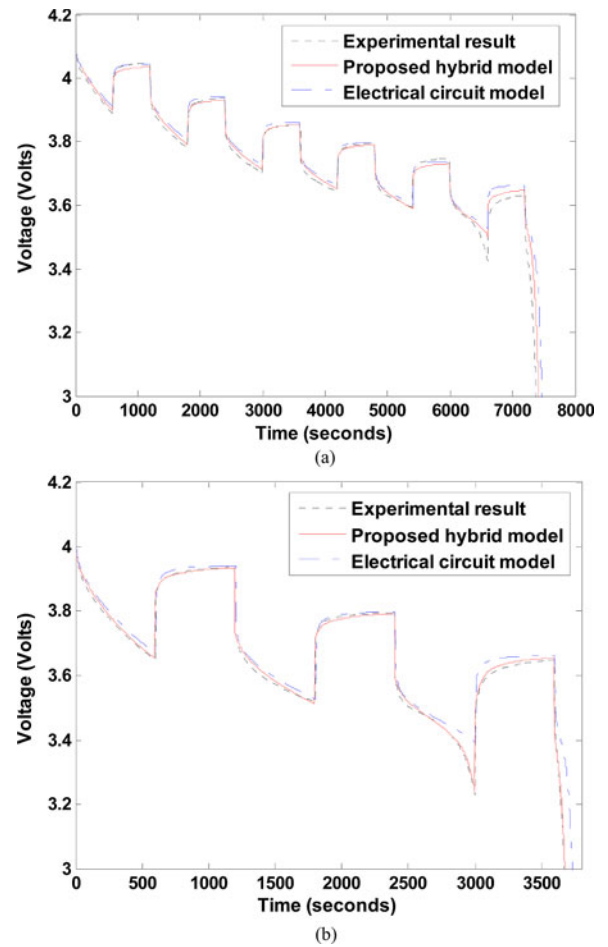 4.2
4
3.8
3.6
3.4
3.2
3
Voltage (Volts)
Experimental result
Proposed hybrid model
Electrical circuit model
0 1000 2000 3000 4000 5000 6000 7000 8000
Time (seconds)
(a)
4.2
4
3.8
3.6
3.4
3.2
3
Voltage (Volts)
Experimental result
Proposed hybrid model
Electrical circuit model
0 500 1000 1500 2000 2500 3000 3500
Time (seconds)
(b)